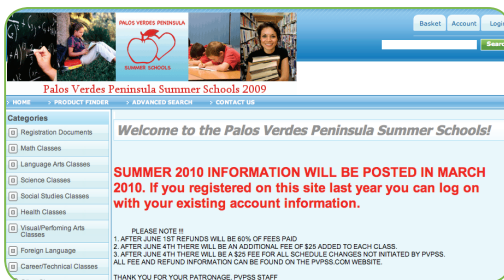 Basket Account Login
PALOS VERDES PENINSULA
SUMMER SCHOOLS
Search
Palos Verdes Peninsula Summer Schools 2009
HOME PRODUCT FINDER ADVANCED SEARCH CONTACT US
Categories
Registration Documents
Math Classes
Language Arts Classes
Science Classes
Social Studies Classes
Health Classes
Visual/Perfoming Arts Classes
Foreign Language
Career/Technical Classes
Welcome to the Palos Verdes Peninsula Summer Schools!
SUMMER 2010 INFORMATION WILL BE POSTED IN MARCH
2010. If you registered on this site last year you can log on
with your existing account information.
PLEASE NOTE !!!
1. AFTER JUNE 1ST REFUNDS WILL BE 60% OF FEES PAID
2. AFTER JUNE 4TH THERE WILL BE AN ADDITIONAL FEE OF $25 ADDED TO EACH CLASS.
3. AFTER JUNE 4TH THERE WILL BE A $25 FEE FOR ALL SCHEDULE CHANGES NOT INITIATED BY PVPSS.
ALL FEE AND REFUND INFORMATION CAN BE FOUND ON THE PVPSS.COM WEBSITE.
THANK YOU FOR YOUR PATRONAGE, PVPSS STAFF